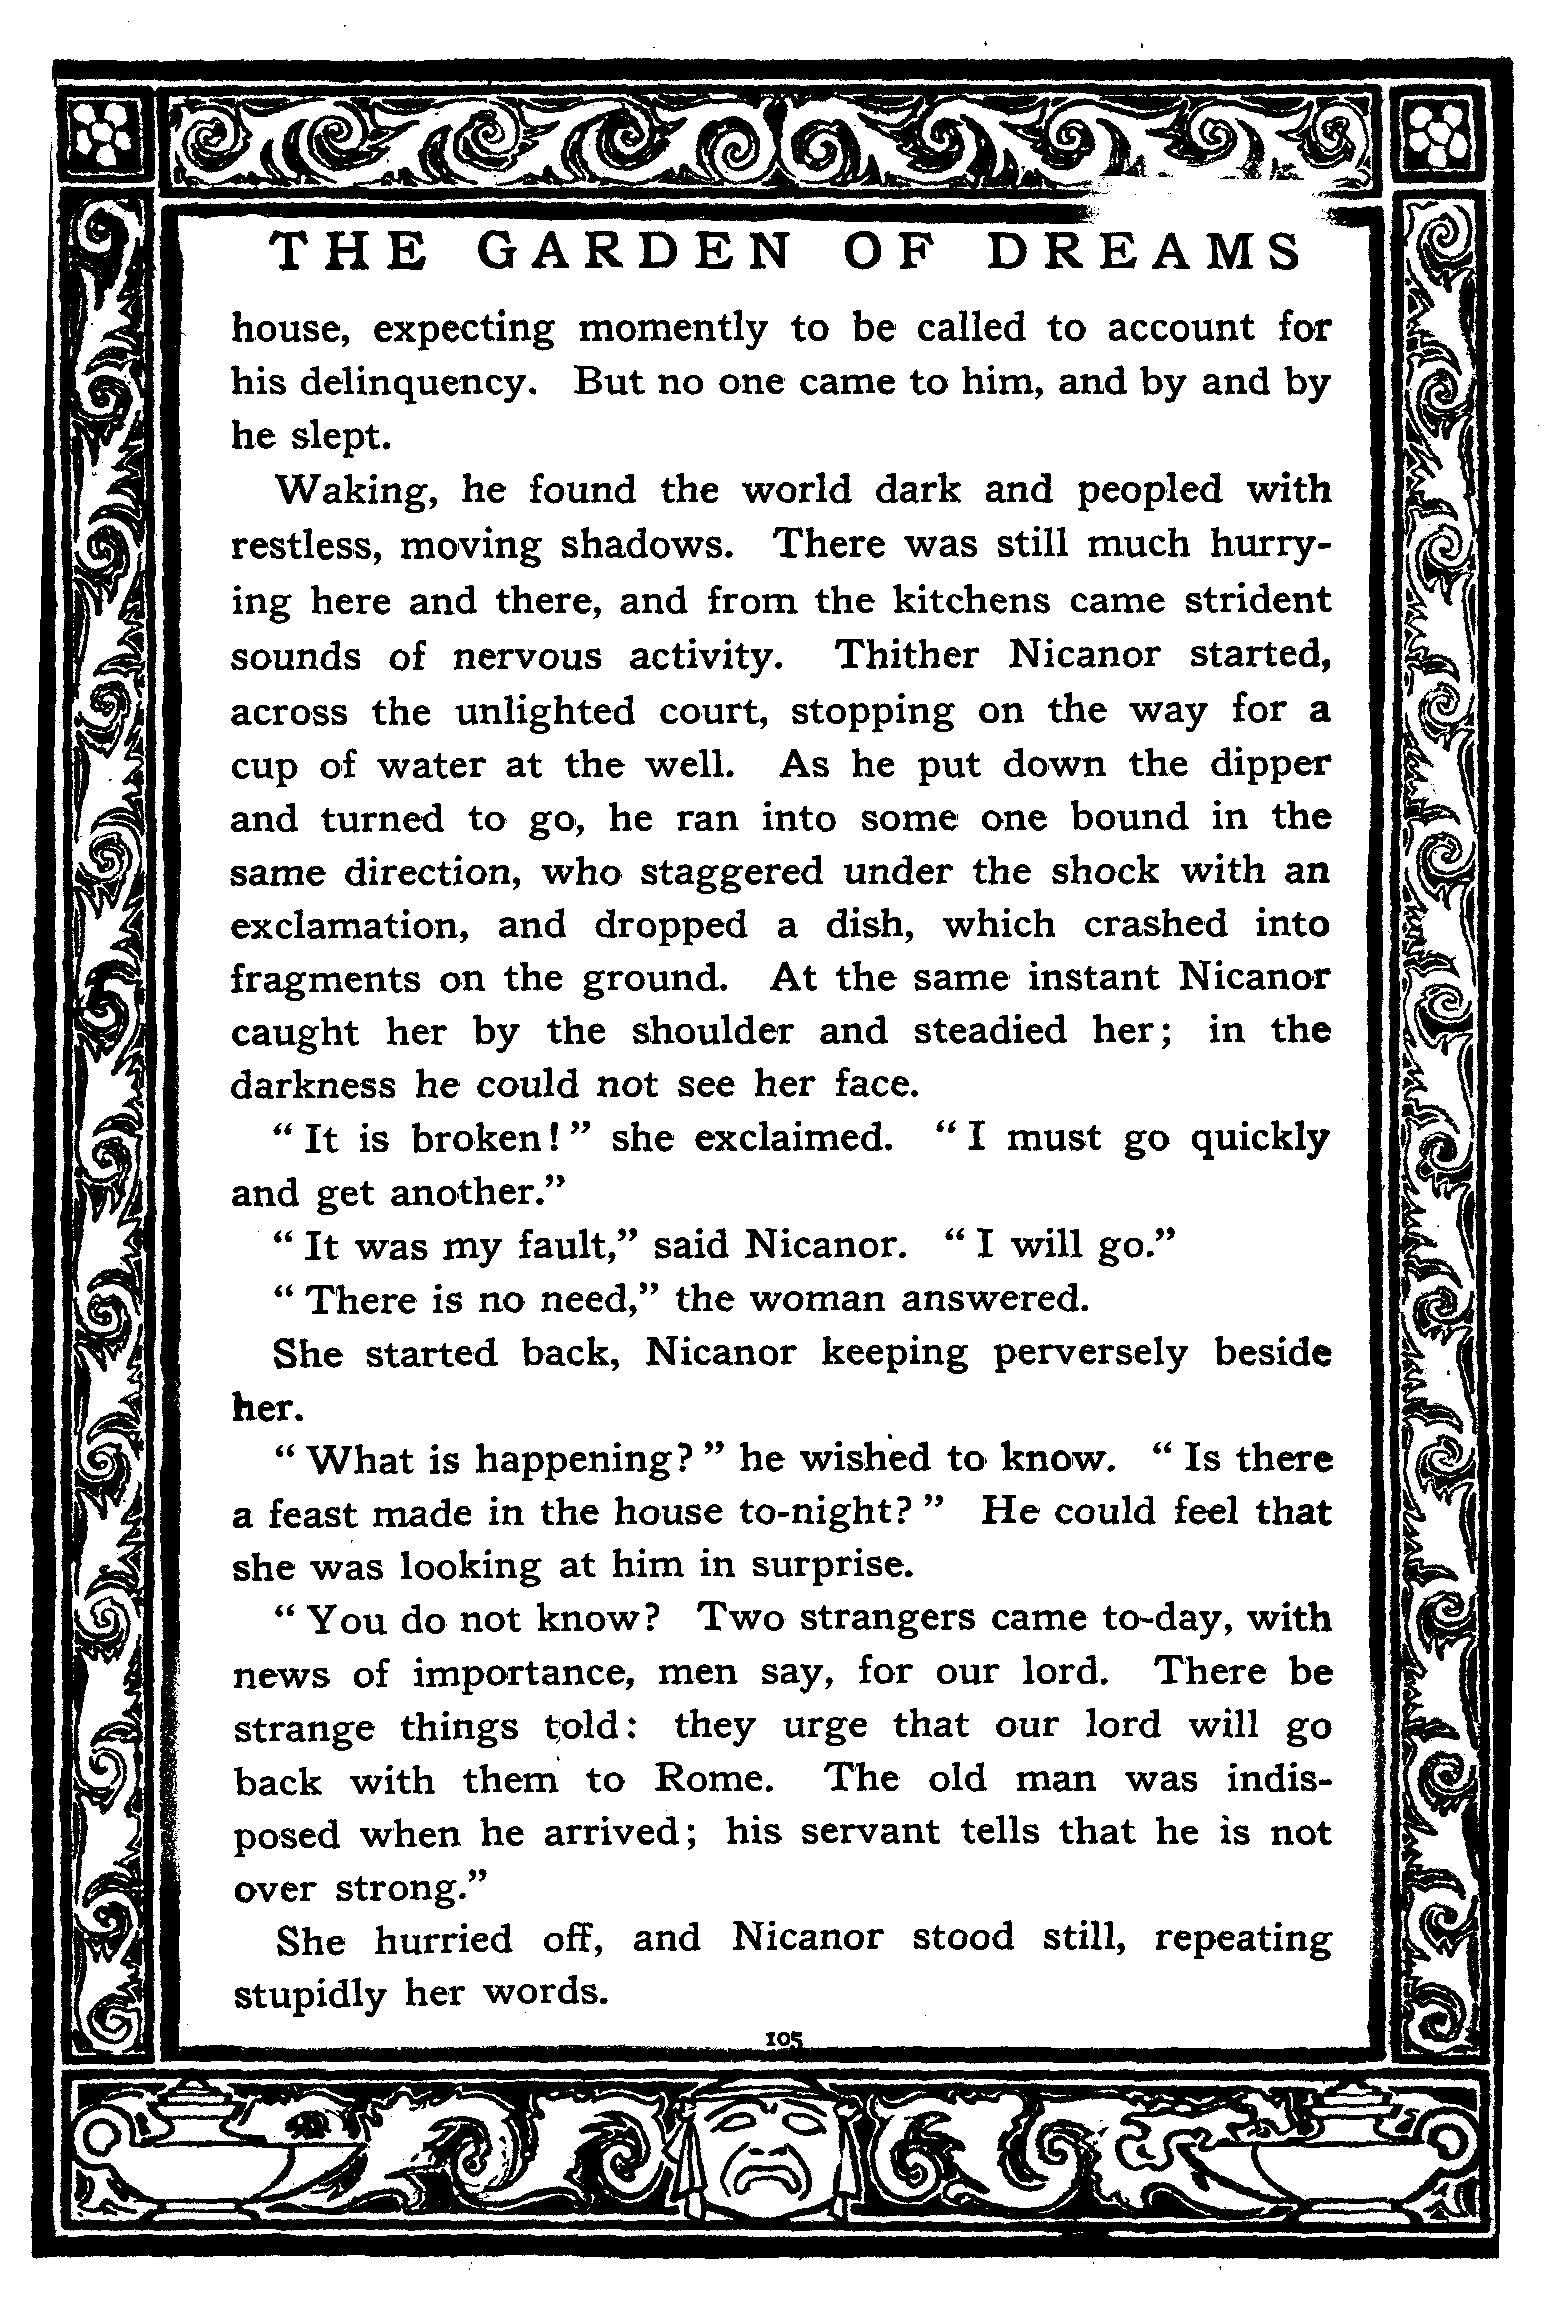 THE GARDEN OF DREAMS
house, expecting momently to be called to account for
his delinquency. But no one came to him, and by and by
he slept.
Waking, he found the world dark and peopled with
restless, moving shadows. There was still much hurry-
ing here and there, and from the kitchens came strident
sounds of nervous activity. Thither Nicanor started,
across the unlighted court, stopping on the way for a
cup of water at the well. As he put down the dipper
and turned to go, he ran into some one bound in the
same direction, who staggered under the shock with an
exclamation, and dropped a dish, which crashed into
fragments on the ground. At the same instant Nicanor
caught her by the shoulder and steadied her; in the
darkness he could not see her face.
“It is broken!” she exclaimed. “I must go quickly
and get another.”
“It was my fault,” said Nicanor. “I will go.”
“There is no need,” the woman answered.
She started back, Nicanor keeping perversely beside
her.
“What is happening?” he wished to know. “Is there
a feast made in the house to-night?” He could feel that
she was looking at him in surprise.
“You do not know? Two strangers came to-day, with
news of importance, men say, for our lord. There be
strange things told: they urge that our lord will go
back with them to Rome. The old man was indis-
posed when he arrived; his servant tells that he is not
over strong.”
She hurried off, and Nicanor stood still, repeating
stupidly her words.
105